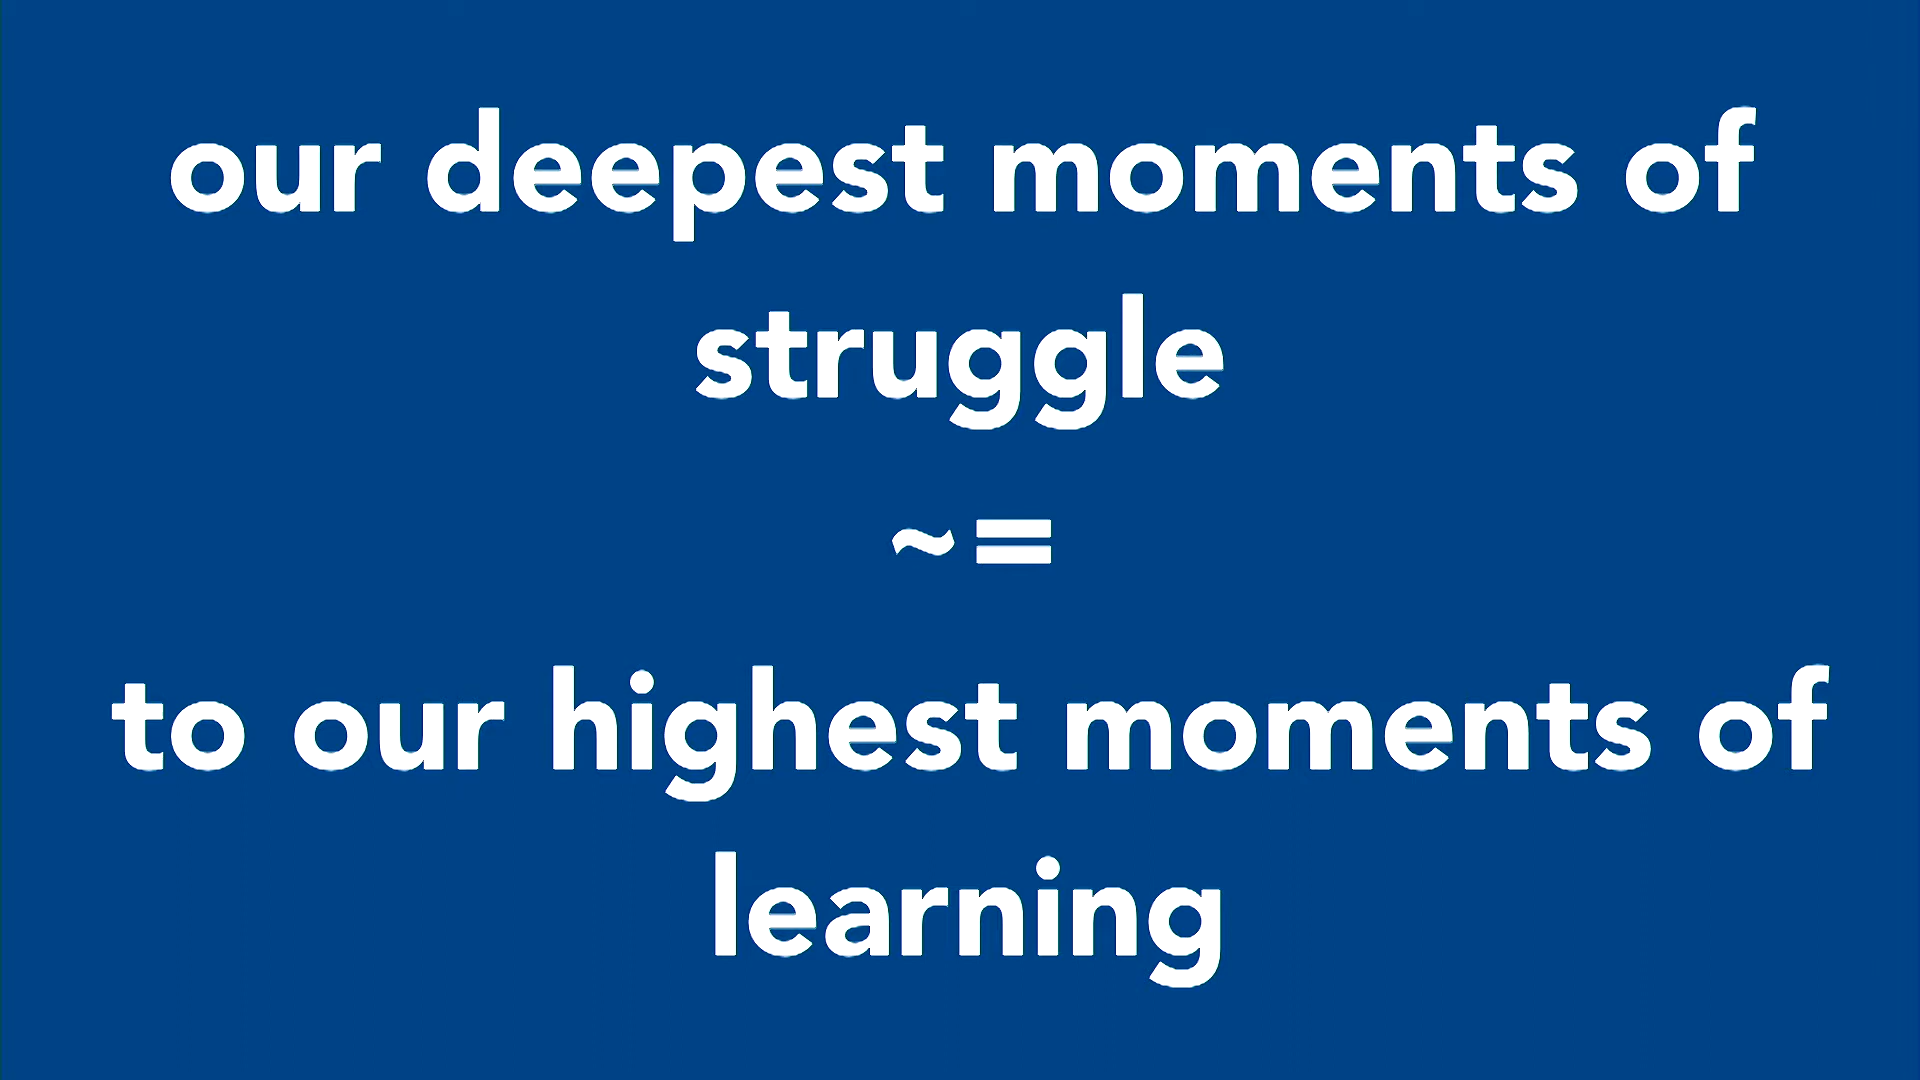 our deepest moments of
struggle
~=
to our highest moments of
learning